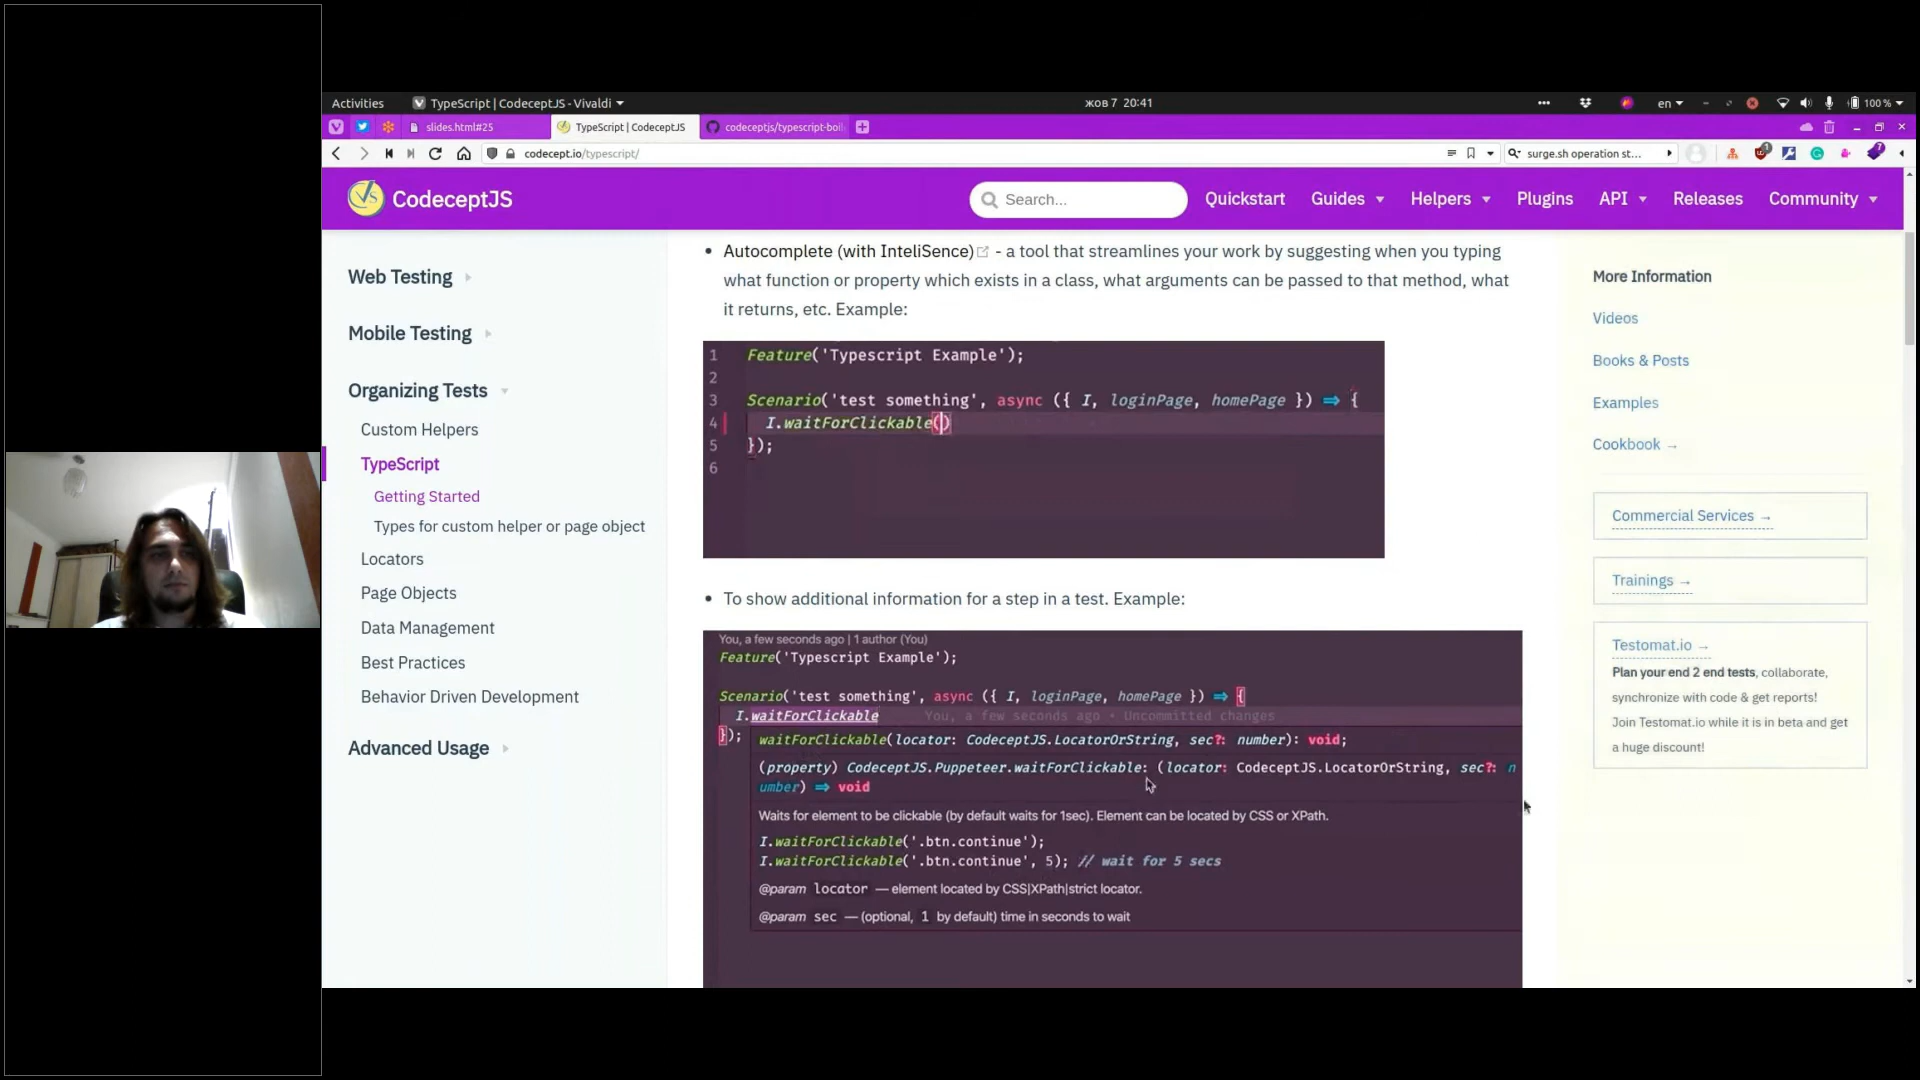 Activities
TypeScript | CodeceptJS - Vivaldi
жов 7 20:41
en
100 %
slides.html#25
TypeScript | CodeceptJS
codeceptjs/typescript-boil
codecept.io/typescript/
surge.sh operation st...
CodeceptJS
Search...
Quickstart
Guides
Helpers
Plugins
API
Releases
Community
Web Testing
Mobile Testing
Organizing Tests
Custom Helpers
TypeScript
Getting Started
Types for custom helper or page object
Locators
Page Objects
Data Management
Best Practices
Behavior Driven Development
Advanced Usage
• Autocomplete (with InteliSence) - a tool that streamlines your work by suggesting when you typing
what function or property which exists in a class, what arguments can be passed to that method, what
it returns, etc. Example:
1 Feature('Typescript Example');
2
3 Scenario('test something', async ({ I, loginPage, homePage }) => {
4 I.waitForClickable()
5 });
6
• To show additional information for a step in a test. Example:
You, a few seconds ago | 1 author (You)
Feature('Typescript Example');
Scenario('test something', async ({ I, loginPage, homePage }) => {
I.waitForClickable You, a few seconds ago • Uncommitted changes
});
waitForClickable(locator: CodeceptJS.LocatorOrString, sec?: number): void;
(property) CodeceptJS.Puppeteer.waitForClickable: (locator: CodeceptJS.LocatorOrString, sec?: n
umber) => void
Waits for element to be clickable (by default waits for 1sec). Element can be located by CSS or XPath.
I.waitForClickable('.btn.continue');
I.waitForClickable('.btn.continue', 5); // wait for 5 secs
@param locator — element located by CSS|XPath|strict locator.
@param sec — (optional, 1 by default) time in seconds to wait
More Information
Videos
Books & Posts
Examples
Cookbook →
Commercial Services →
Trainings →
Testomat.io →
Plan your end 2 end tests, collaborate,
synchronize with code & get reports!
Join Testomat.io while it is in beta and get
a huge discount!